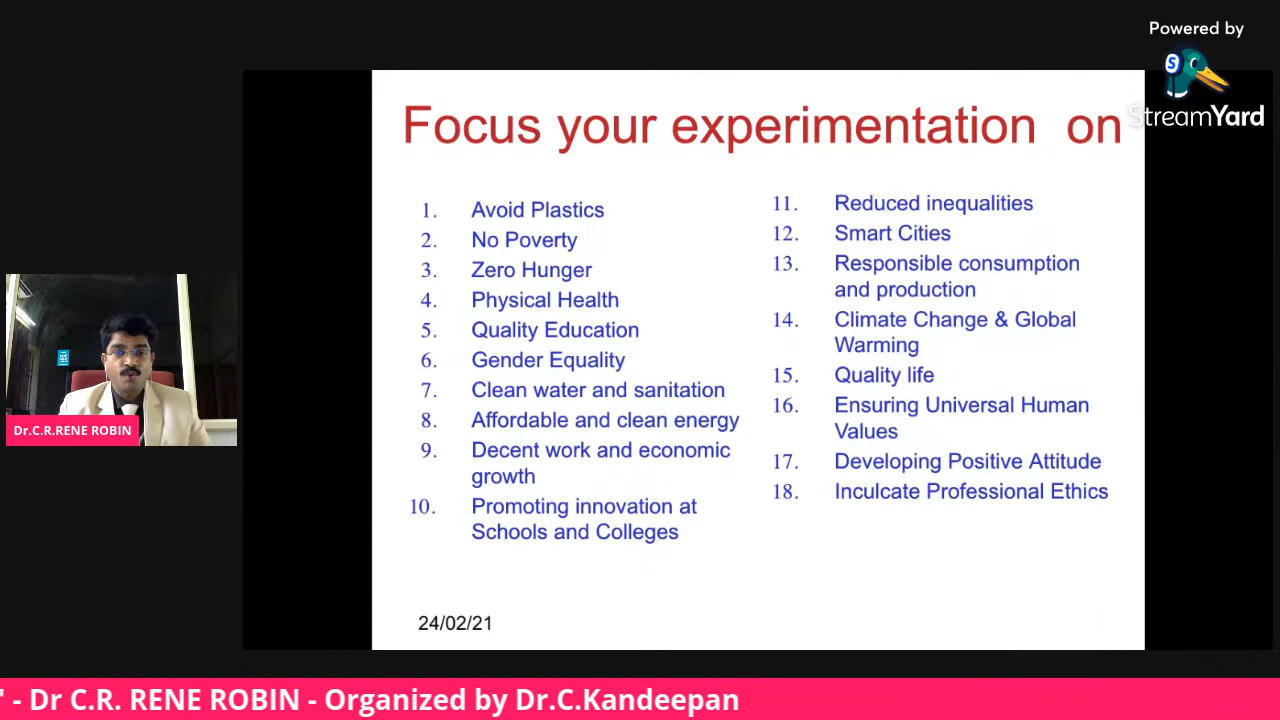 Powered by
S
StreamYard
Focus your experimentation on
1. Avoid Plastics
2. No Poverty
3. Zero Hunger
4. Physical Health
5. Quality Education
6. Gender Equality
7. Clean water and sanitation
8. Affordable and clean energy
9. Decent work and economic
growth
10. Promoting innovation at
Schools and Colleges
11. Reduced inequalities
12. Smart Cities
13. Responsible consumption
and production
14. Climate Change & Global
Warming
15. Quality life
16. Ensuring Universal Human
Values
17. Developing Positive Attitude
18. Inculcate Professional Ethics
24/02/21
Dr.C.R.RENE ROBIN
" - Dr C.R. RENE ROBIN - Organized by Dr.C.Kandeepan